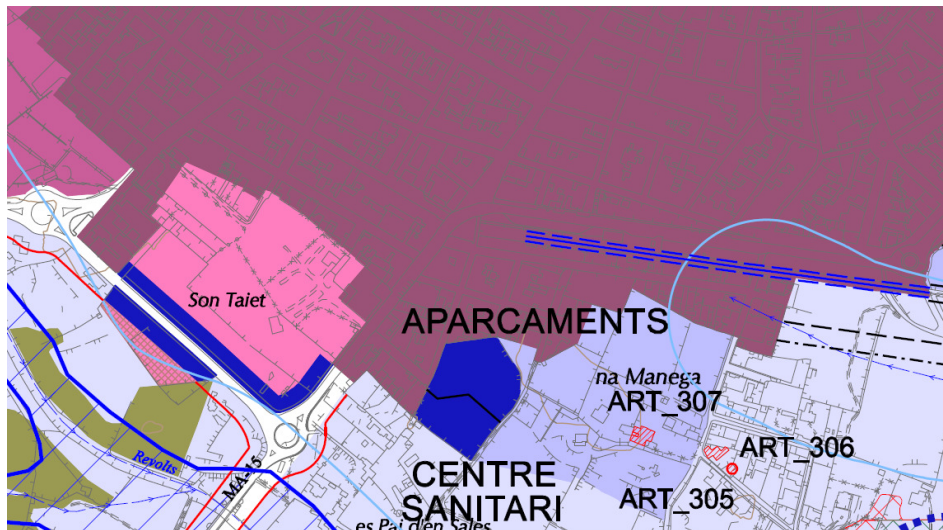 Son Taiet
APARCAMENTS
na Manega
ART_307
ART_306
Revolts
MA-15
CENTRE
SANITARI
ART_305
es Pai d'en Sales